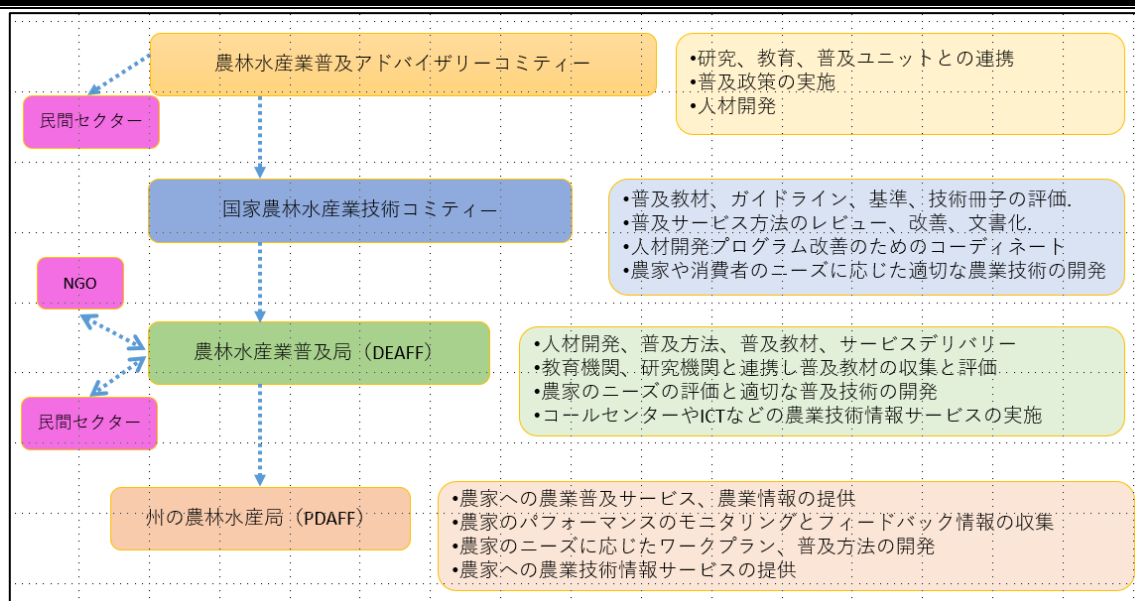 農林水産業普及アドバイザリーコミティー
•研究、教育、普及ユニットとの連携
•普及政策の実施
•人材開発
民間セクター
国家農林水産業技術コミティー
•普及教材、ガイドライン、基準、技術冊子の評価.
•普及サービス方法のレビュー、改善、文書化.
•人材開発プログラム改善のためのコーディネート
•農家や消費者のニーズに応じた適切な農業技術の開発
NGO
農林水産業普及局（DEAFF）
•人材開発、普及方法、普及教材、サービスデリバリー
•教育機関、研究機関と連携し普及教材の収集と評価
•農家のニーズの評価と適切な普及技術の開発
•コールセンターやICTなどの農業技術情報サービスの実施
民間セクター
州の農林水産局（PDAFF）
•農家への農業普及サービス、農業情報の提供
•農家のパフォーマンスのモニタリングとフィードバック情報の収集
•農家のニーズに応じたワークプラン、普及方法の開発
•農家への農業技術情報サービスの提供